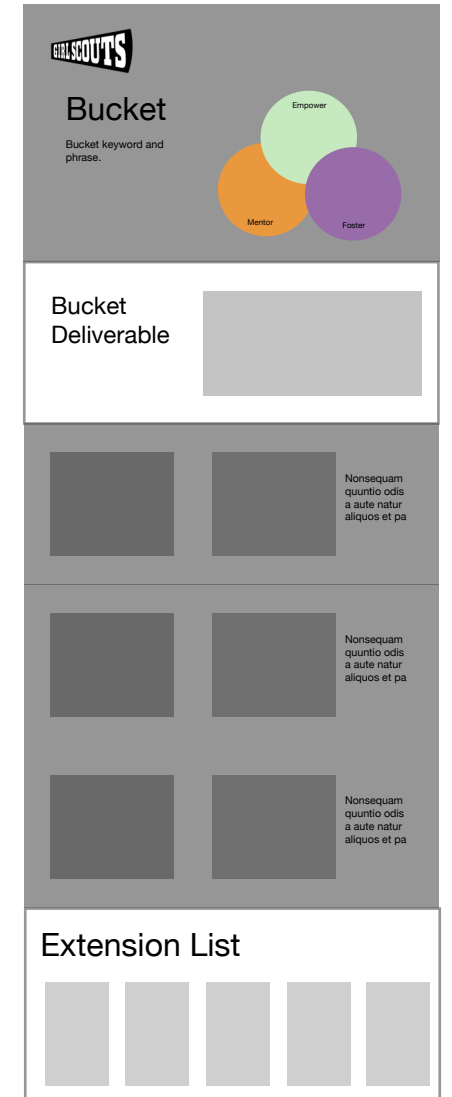 GIRL SCOUTS
Bucket
Bucket keyword and
phrase.
Empower
Mentor
Foster
Bucket
Deliverable
Nonsequam
quuntio odis
a aute natur
aliquos et pa
Nonsequam
quuntio odis
a aute natur
aliquos et pa
Nonsequam
quuntio odis
a aute natur
aliquos et pa
Extension List